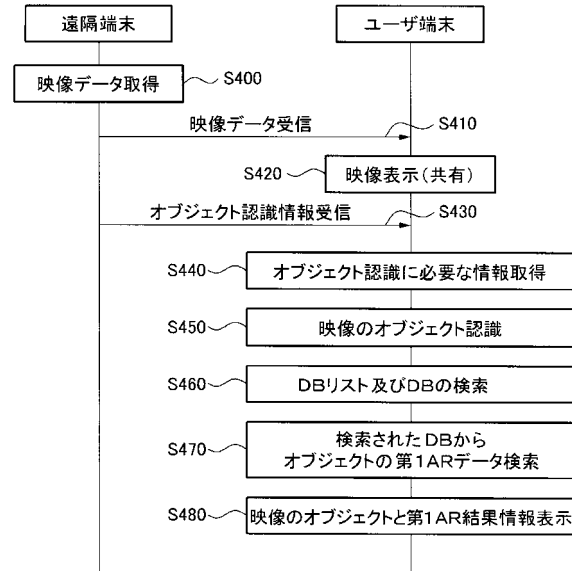 遠隔端末
ユーザ端末
映像データ取得
S400
映像データ受信
S410
S420
映像表示(共有)
オブジェクト認識情報受信
S430
S440
オブジェクト認識に必要な情報取得
S450
映像のオブジェクト認識
S460
DBリスト及びDBの検索
S470
検索されたDBから
オブジェクトの第1ARデータ検索
S480
映像のオブジェクトと第1AR結果情報表示